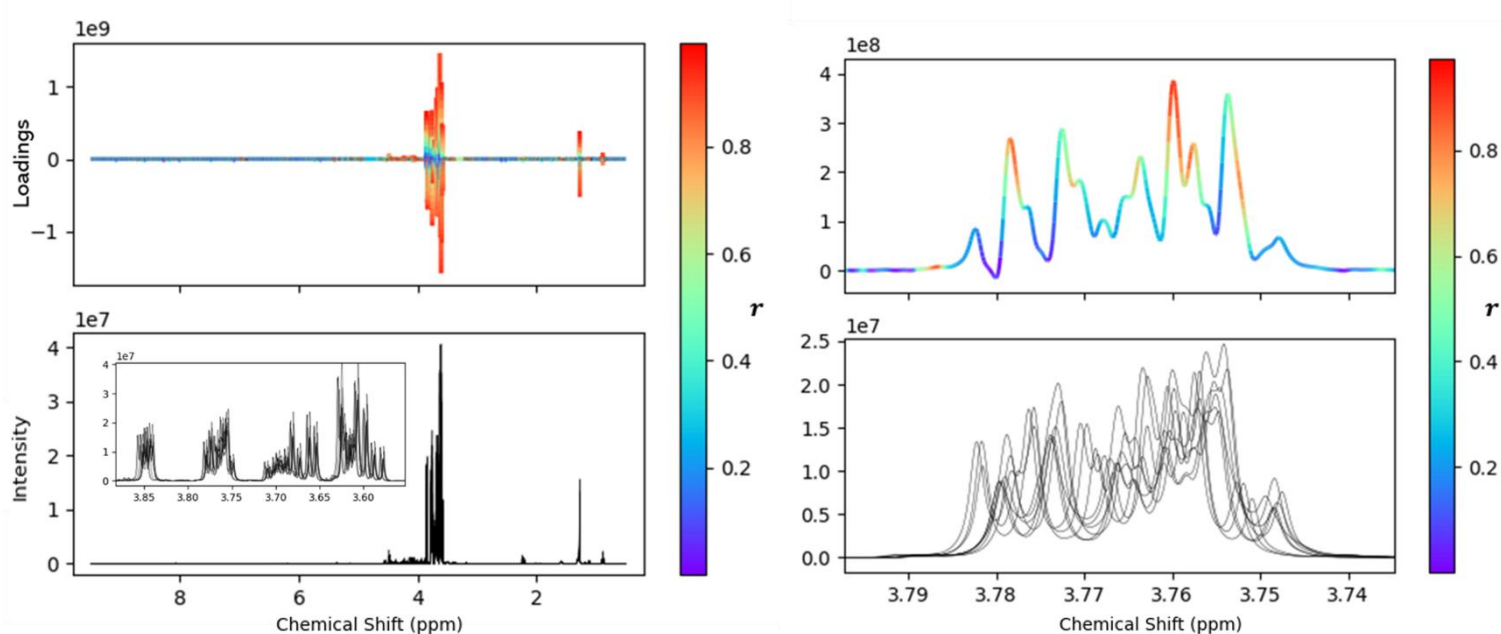 1e9
1
0
−1
Loadings
0.8
0.6
0.4
0.2
r
1e7
4
3
2
1
0
Intensity
1e7
4
3
2
1
0
3.85 3.80 3.75 3.70 3.65 3.60
8 6 4 2
Chemical Shift (ppm)
1e8
4
3
2
1
0
0.8
0.6
0.4
0.2
r
1e7
2.5
2.0
1.5
1.0
0.5
0.0
3.79 3.78 3.77 3.76 3.75 3.74
Chemical Shift (ppm)